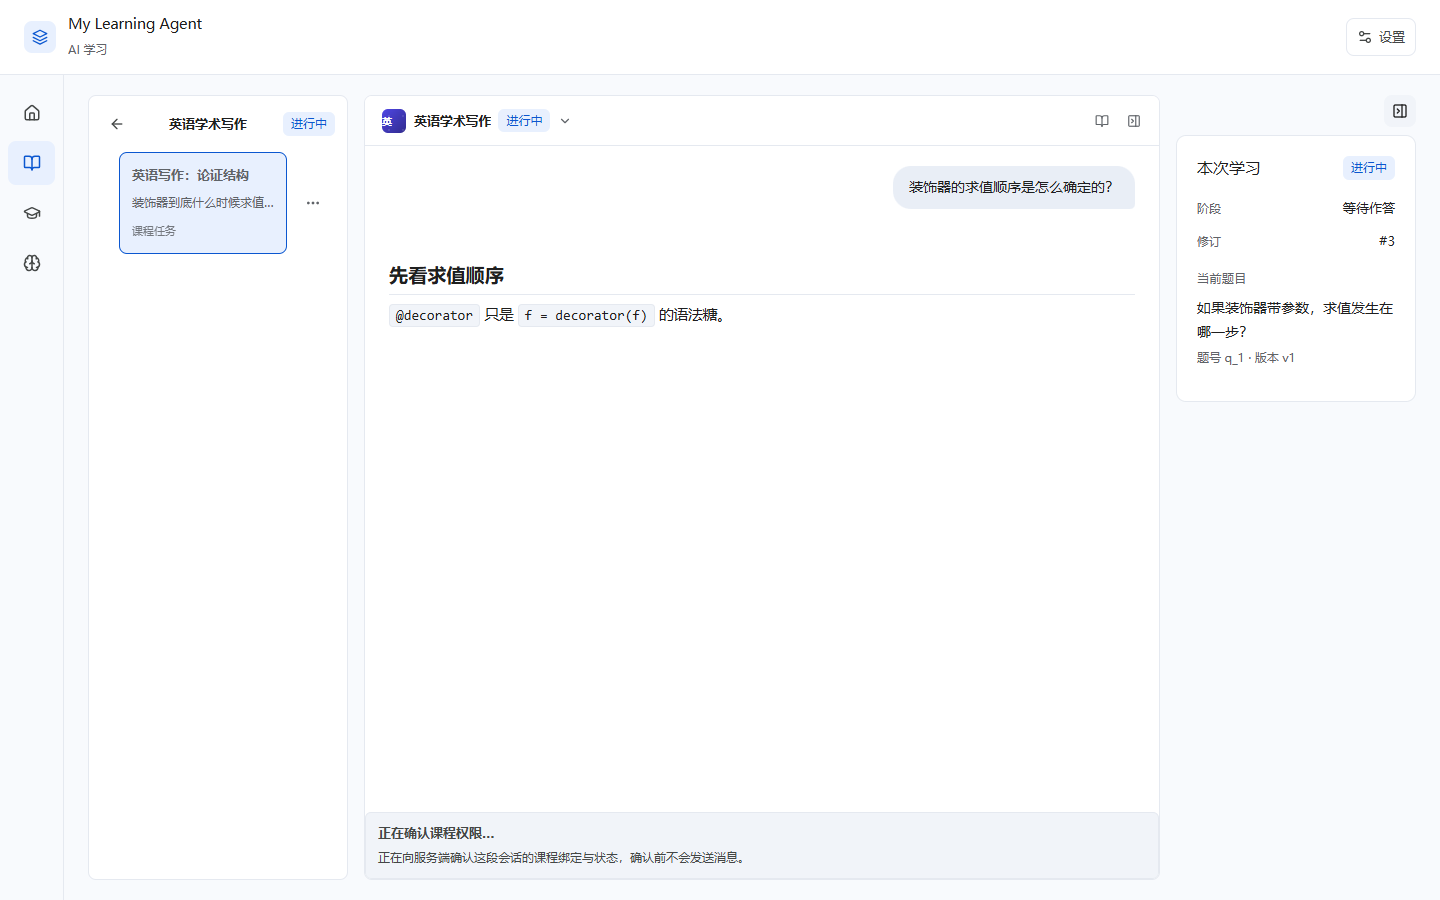 My Learning Agent
AI 学习
设置
英语学术写作
进行中
英语写作：论证结构
装饰器到底什么时候求值...
课程任务
英
英语学术写作
进行中
装饰器的求值顺序是怎么确定的？
先看求值顺序
@decorator 只是 f = decorator(f) 的语法糖。
正在确认课程权限...
正在向服务端确认这段会话的课程绑定与状态，确认前不会发送消息。
本次学习
进行中
阶段
等待作答
修订
#3
当前题目
如果装饰器带参数，求值发生在
哪一步？
题号 q_1 · 版本 v1